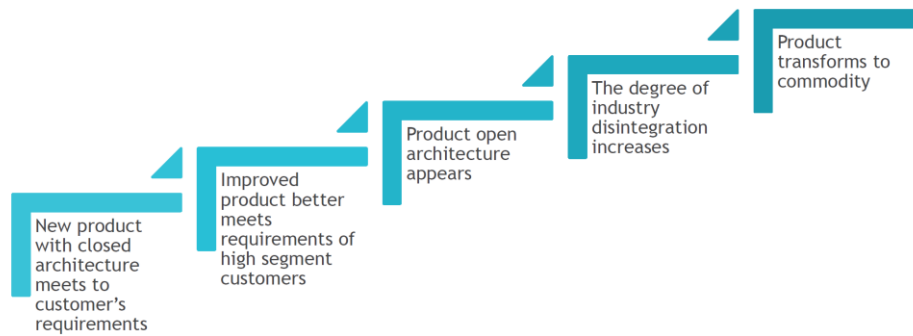 New product
with closed
architecture
meets to
customer's
requirements
Improved
product better
meets
requirements of
high segment
customers
Product open
architecture
appears
The degree of
industry
disintegration
increases
Product
transforms to
commodity